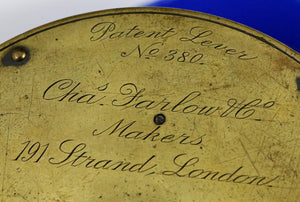 Patent Lever
No. 380.
Chas. Farlow & Co
Makers.
191 Strand, London